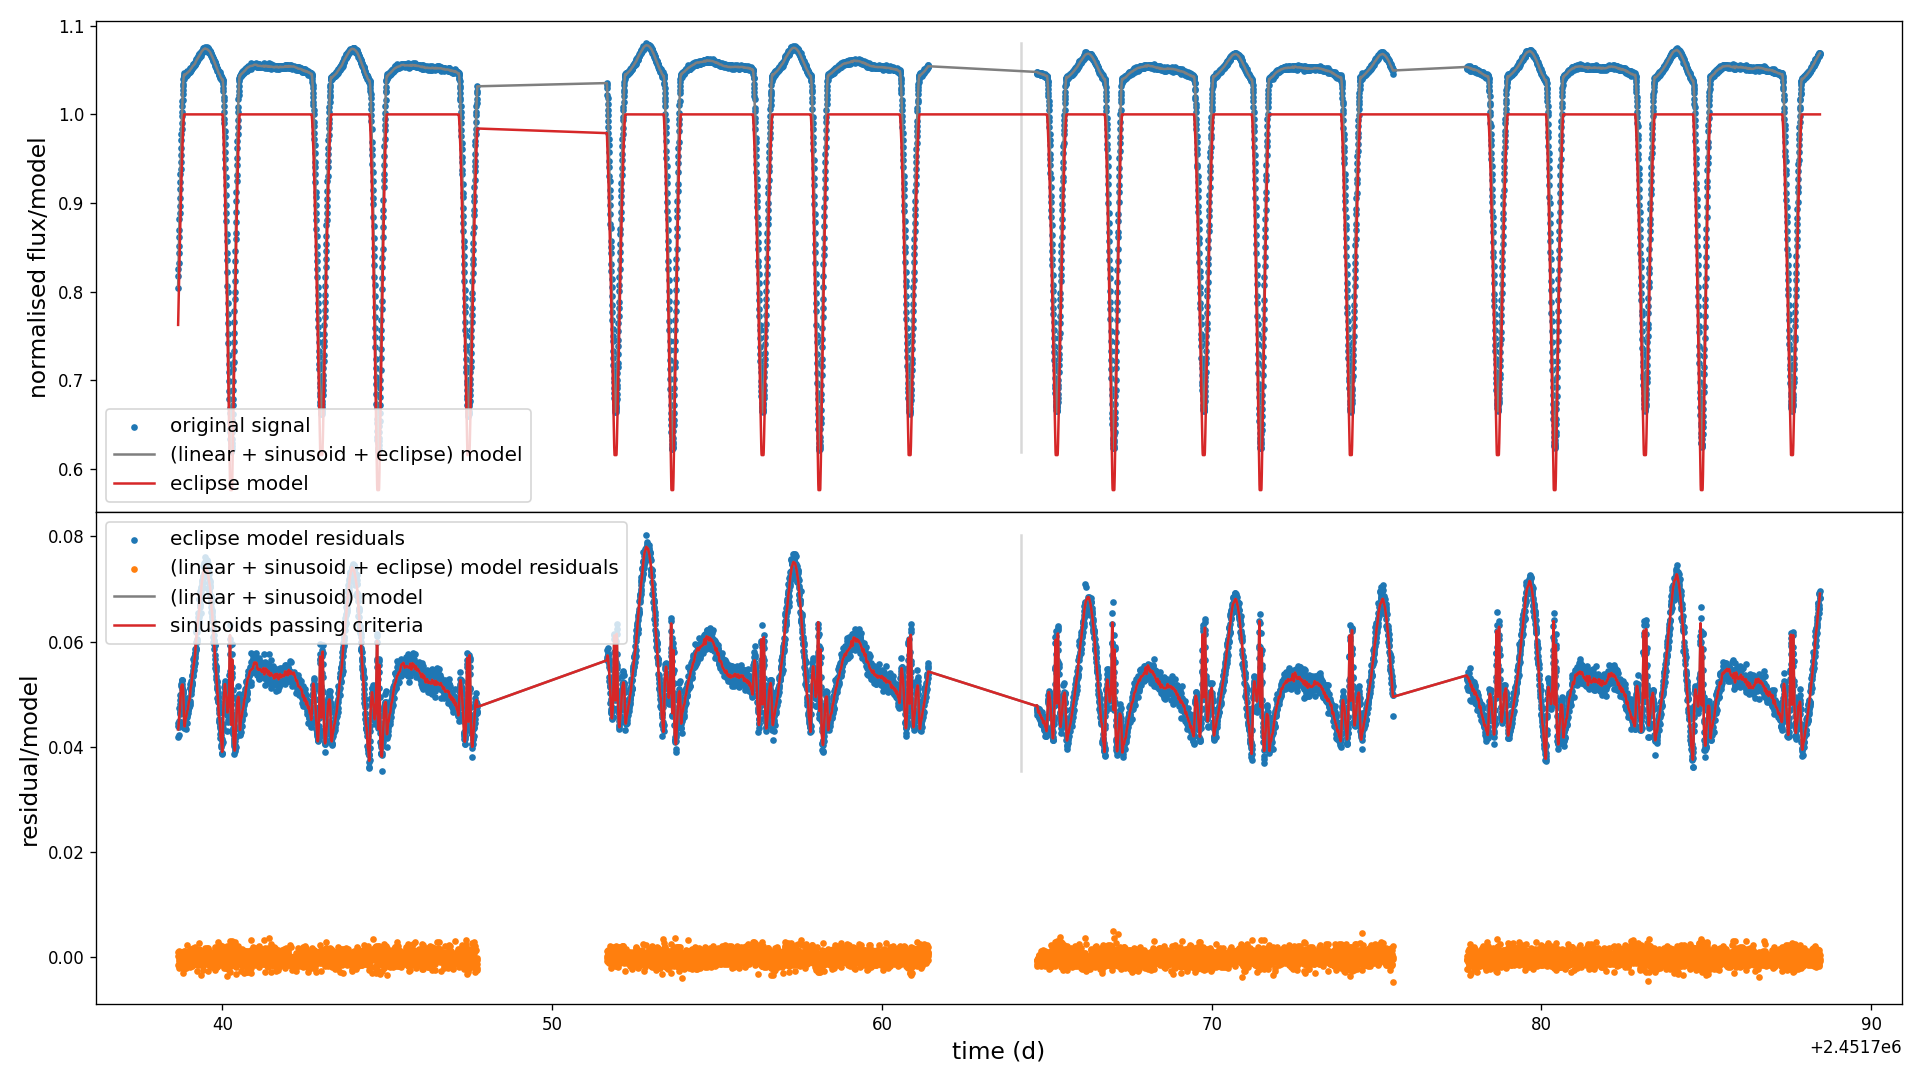 1.1
1.0
0.9
0.8
0.7
0.6
normalised flux/model
original signal
(linear + sinusoid + eclipse) model
eclipse model
0.08
0.06
0.04
0.02
0.00
residual/model
eclipse model residuals
(linear + sinusoid + eclipse) model residuals
(linear + sinusoid) model
sinusoids passing criteria
40
50
60
70
80
90
time (d)
+2.4517e6